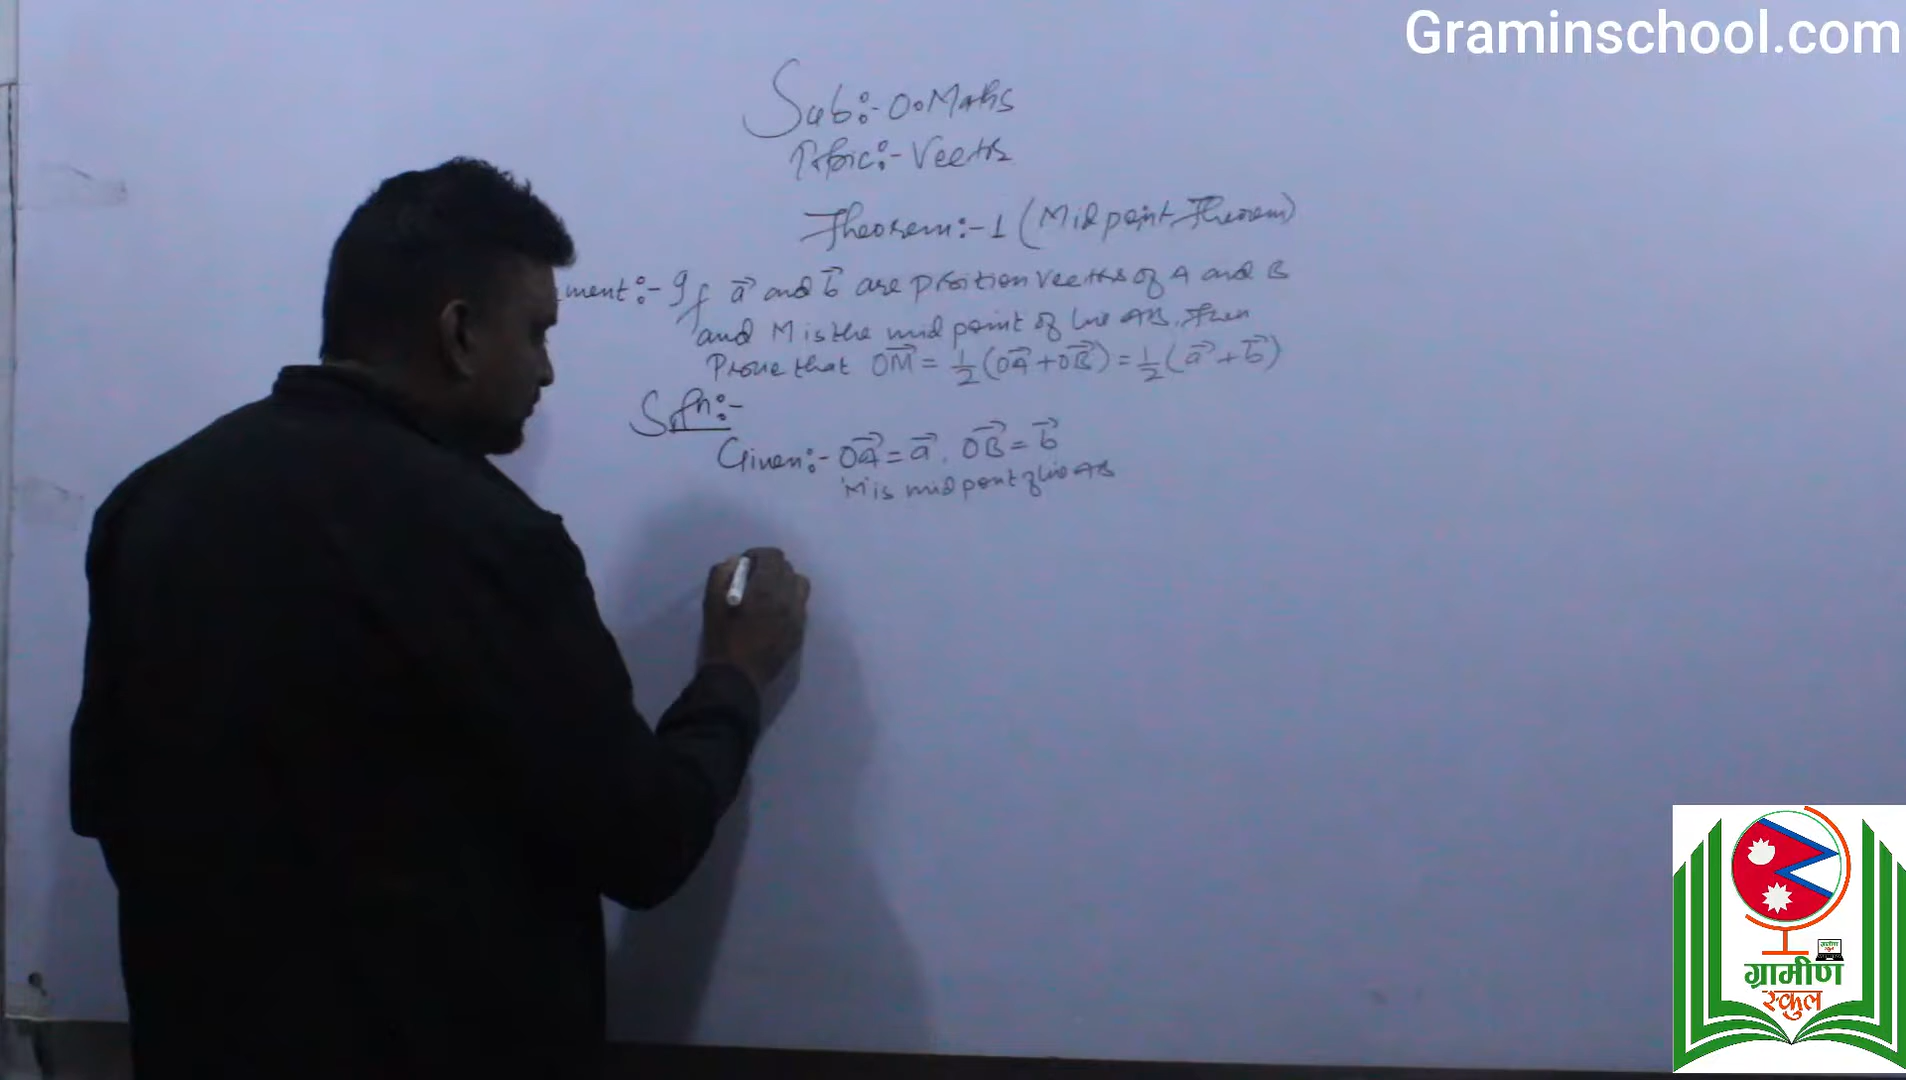 Graminschool.com
Sub:- O.Maths
Topic:- Vectors
Theorem:-1 (Midpoint Theorem)
ment:- If a⃗ and b⃗ are position vectors of A and B
and M is the mid point of line AB. Then
Prove that OM⃗ = 1/2 (OA⃗ + OB⃗) = 1/2 (a⃗ + b⃗)
Soln:-
Given:- OA⃗ = a⃗, OB⃗ = b⃗
'M' is mid point of line AB
ग्रामीण
स्कुल